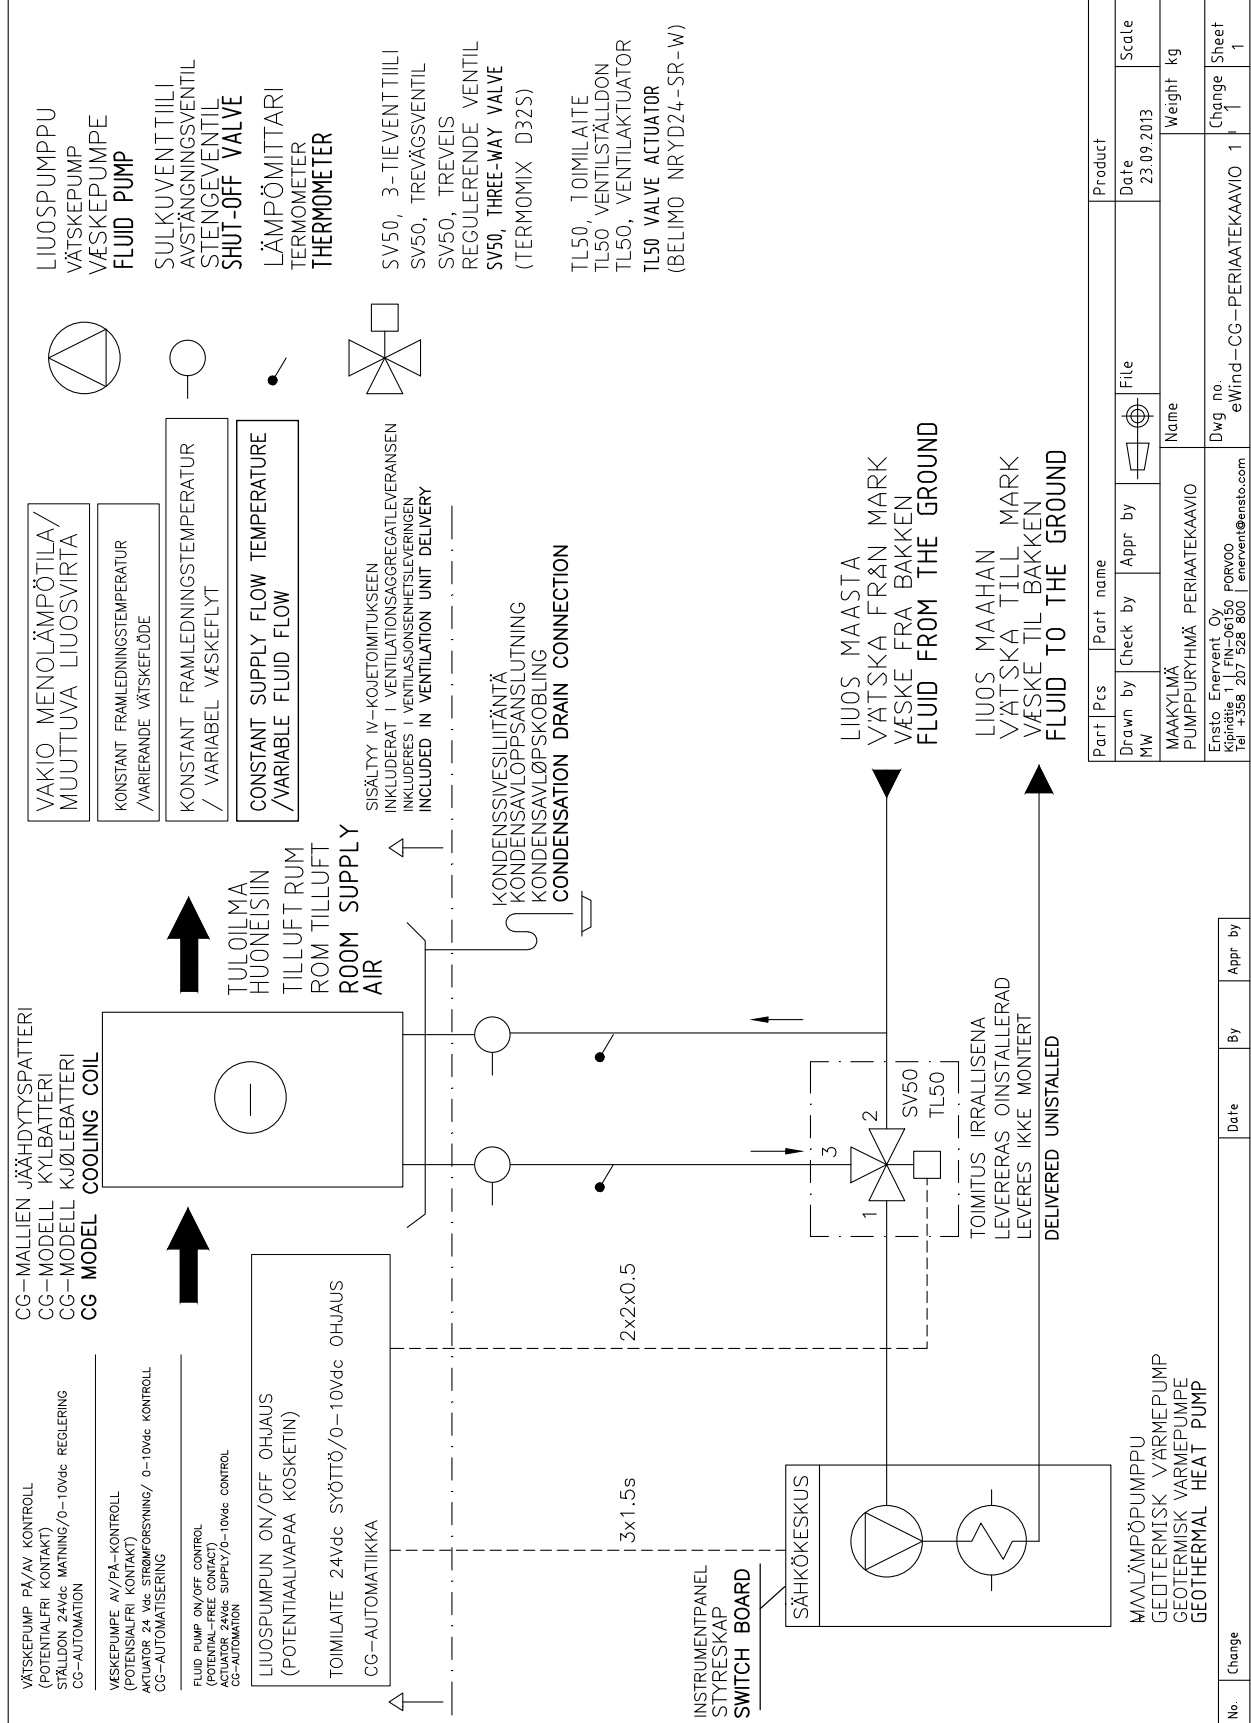 VÄTSKEPUMP PÅ/AV KONTROLL
(POTENTIALFRI KONTAKT)
STÄLLDON 24Vdc MATNING/0-10Vdc REGLERING
CG-AUTOMATION
VÆSKEPUMPE AV/PÅ-KONTROLL
(POTENSIALFRI KONTAKT)
AKTUATOR 24 Vdc STRØMFORSYNING/ 0-10Vdc KONTROLL
CG-AUTOMATISERING
FLUID PUMP ON/OFF CONTROL
(POTENTIAL-FREE CONTACT)
ACTUATOR 24Vdc SUPPLY/0-10Vdc CONTROL
CG-AUTOMATION
LIUOSPUMPUN ON/OFF OHJAUS
(POTENTIAALIVAPAA KOSKETIN)
TOIMILAITE 24Vdc SYÖTTÖ/0-10Vdc OHJAUS
CG-AUTOMATIIKKA
CG-MALLIEN JÄÄHDYTYSPATTERI
CG-MODELL KYLBATTERI
CG-MODELL KJØLEBATTERI
CG MODEL COOLING COIL
TULOILMA
HUONEISIIN
TILLUFT RUM
ROM TILLUFT
ROOM SUPPLY
AIR
VAKIO MENOLÄMPÖTILA/
MUUTTUVA LIUOSVIRTA
KONSTANT FRAMLEDNINGSTEMPERATUR
/VARIERANDE VÄTSKEFLÖDE
KONSTANT FRAMLEDNINGSTEMPERATUR
/ VARIABEL VÆSKEFLYT
CONSTANT SUPPLY FLOW TEMPERATURE
/VARIABLE FLUID FLOW
LIUOSPUMPPU
VÄTSKEPUMP
VÆSKEPUMPE
FLUID PUMP
SULKUVENTTIILI
AVSTÄNGNINGSVENTIL
STENGEVENTIL
SHUT-OFF VALVE
LÄMPÖMITTARI
TERMOMETER
THERMOMETER
SV50, 3-TIEVENTTIILI
SV50, TREVÄGSVENTIL
SV50, TREVEIS
REGULERENDE VENTIL
SV50, THREE-WAY VALVE
(TERMOMIX D32S)
TL50, TOIMILAITE
TL50 VENTILSTÄLLDON
TL50, VENTILAKTUATOR
TL50 VALVE ACTUATOR
(BELIMO NRYD24-SR-W)
SISÄLTYY IV-KOJETOIMITUKSEEN
INKLUDERAT I VENTILATIONSAGGREGATLEVERANSEN
INKLUDERES I VENTILASJONSENHETSLEVERINGEN
INCLUDED IN VENTILATION UNIT DELIVERY
KONDENSSIVESILIITÄNTÄ
KONDENSAVLOPPSANSLUTNING
KONDENSAVLØPSKOBLING
CONDENSATION DRAIN CONNECTION
3x1.5s
2x2x0.5
1
3
2
SV50
TL50
TOIMITUS IRRALLISENA
LEVERERAS OINSTALLERAD
LEVERES IKKE MONTERT
DELIVERED UNISTALLED
LIUOS MAASTA
VÄTSKA FRÅN MARK
VÆSKE FRA BAKKEN
FLUID FROM THE GROUND
LIUOS MAAHAN
VÄTSKA TILL MARK
VÆSKE TIL BAKKEN
FLUID TO THE GROUND
INSTRUMENTPANEL
STYRESKAP
SWITCH BOARD
SÄHKÖKESKUS
MAALÄMPÖPUMPPU
GEOTERMISK VÄRMEPUMP
GEOTERMISK VARMEPUMPE
GEOTHERMAL HEAT PUMP
Part Pcs Part name Product
Drawn by Check by Appr by File Date Scale
MW 23.09.2013
MAAKYLMÄ
PUMPPURYHMÄ PERIAATEKAAVIO
Name Weight kg
Ensto Enervent Oy
Kipinätie 1 | FIN-06150 PORVOO
Tel +358 207 528 800 | enervent@ensto.com
Dwg no. Change Sheet
eWind-CG-PERIAATEKAAVIO 1 1 1
No. Change Date By Appr by